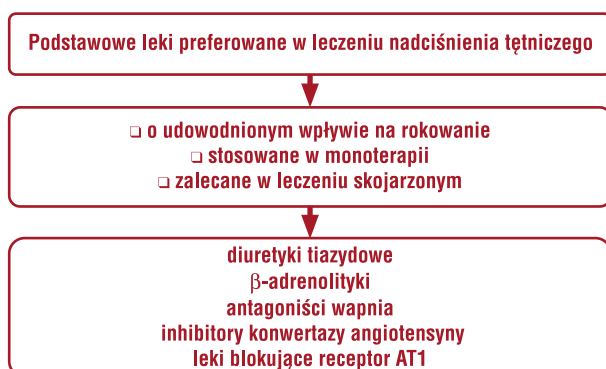 Podstawowe leki preferowane w leczeniu nadciśnienia tętniczego
❏ o udowodnionym wpływie na rokowanie
❏ stosowane w monoterapii
❏ zalecane w leczeniu skojarzonym
diuretyki tiazydowe
β-adrenolityki
antagoniści wapnia
inhibitory konwertazy angiotensyny
leki blokujące receptor AT1